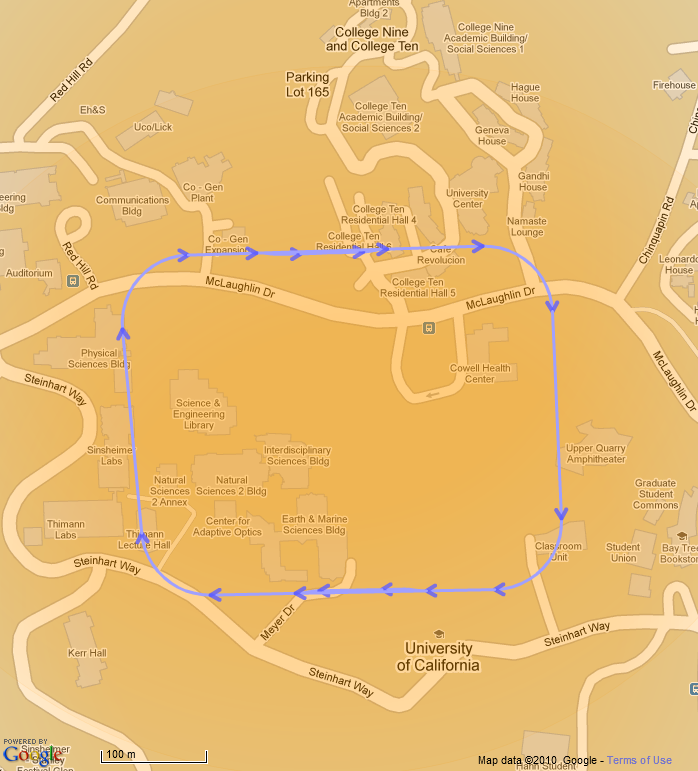 Apartments
Bldg 2
College Nine
and College Ten
College Nine
Academic Building/
Social Sciences 1
Red Hill Rd
Parking
Lot 165
Firehouse
Hague
House
Eh&S
College Ten
Academic Building/
Social Sciences 2
Uco/Lick
Geneva
House
Gandhi
House
Co - Gen
Plant
Communications
Bldg
University
Center
College Ten
Residential Hall 4
Chinquapin Rd
Namaste
Lounge
Co - Gen
Expansion
College Ten
Residential Hall 6
Cafe
Revolucion
Red Hill Rd
Auditorium
College Ten
Residential Hall 5
McLaughlin Dr
McLaughlin Dr
Physical
Sciences Bldg
Cowell Health
Center
McLaughlin Dr
Steinhart Way
Science &
Engineering
Library
Sinsheimer
Labs
Interdisciplinary
Sciences Bldg
Upper Quarry
Amphitheater
Natural
Sciences
2 Annex
Natural
Sciences 2 Bldg
Graduate
Student
Commons
Thimann
Labs
Thimann
Lecture Hall
Center for
Adaptive Optics
Earth & Marine
Sciences Bldg
Classroom
Unit
Student
Union
Bay Tree
Bookstore
Steinhart Way
Meyer Dr
Steinhart Way
Kerr Hall
University
of California
Steinhart Way
POWERED BY
Google
100 m
Map data ©2010 Google - Terms of Use